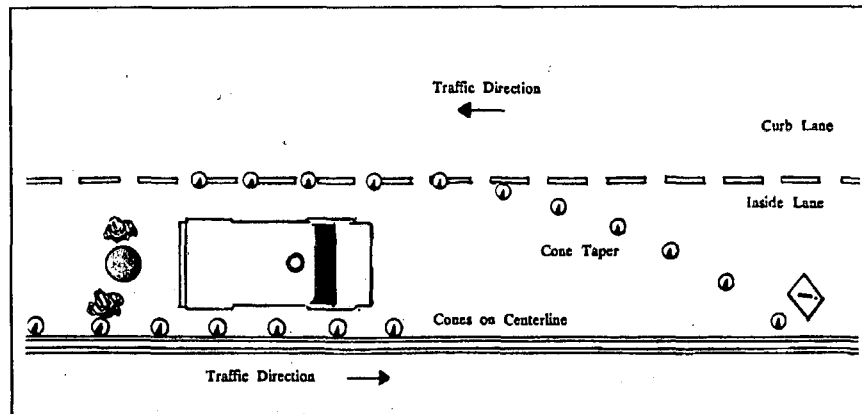 Traffic Direction
Curb Lane
Inside Lane
Cone Taper
Cones on Centerline
Traffic Direction